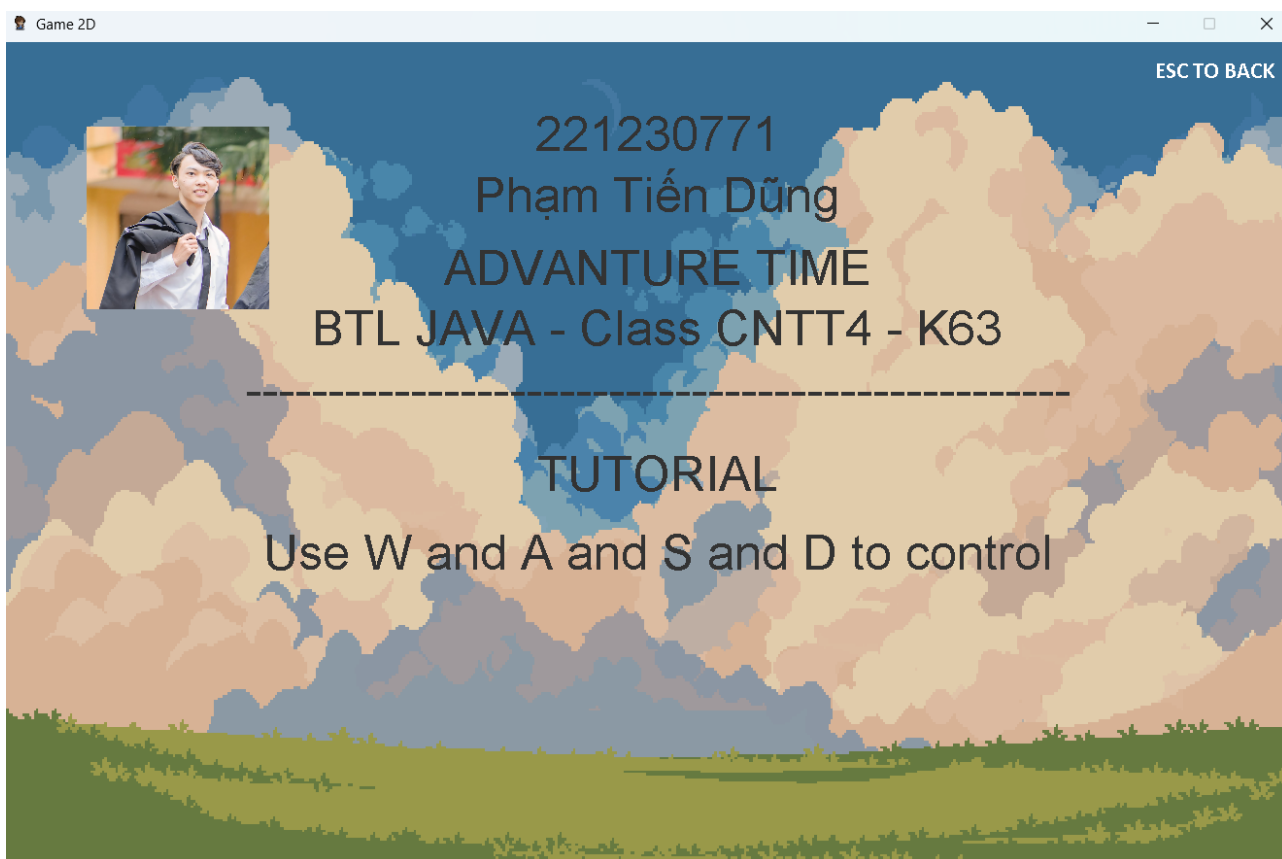 Game 2D
ESC TO BACK
221230771
Phạm Tiến Dũng
ADVANTURE TIME
BTL JAVA - Class CNTT4 - K63
--------------------------------------------------
TUTORIAL
Use W and A and S and D to control